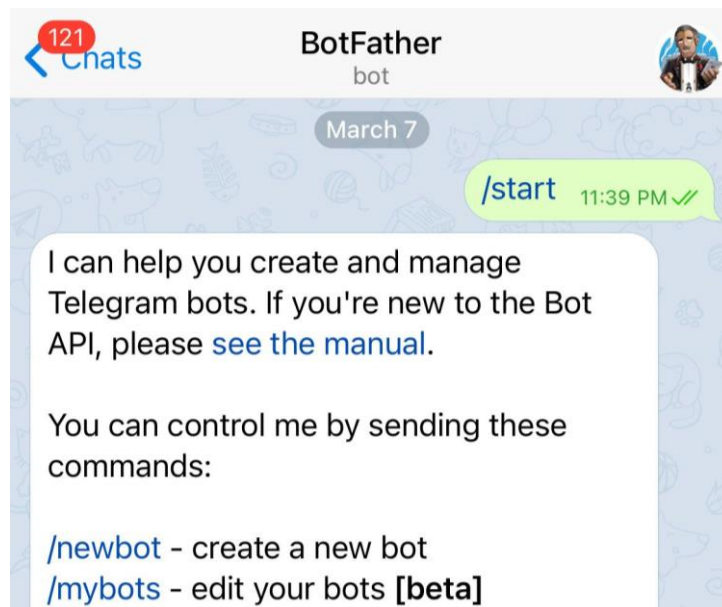 121
Chats
BotFather
bot
March 7
/start 11:39 PM
I can help you create and manage
Telegram bots. If you're new to the Bot
API, please see the manual.
You can control me by sending these
commands:
/newbot - create a new bot
/mybots - edit your bots [beta]